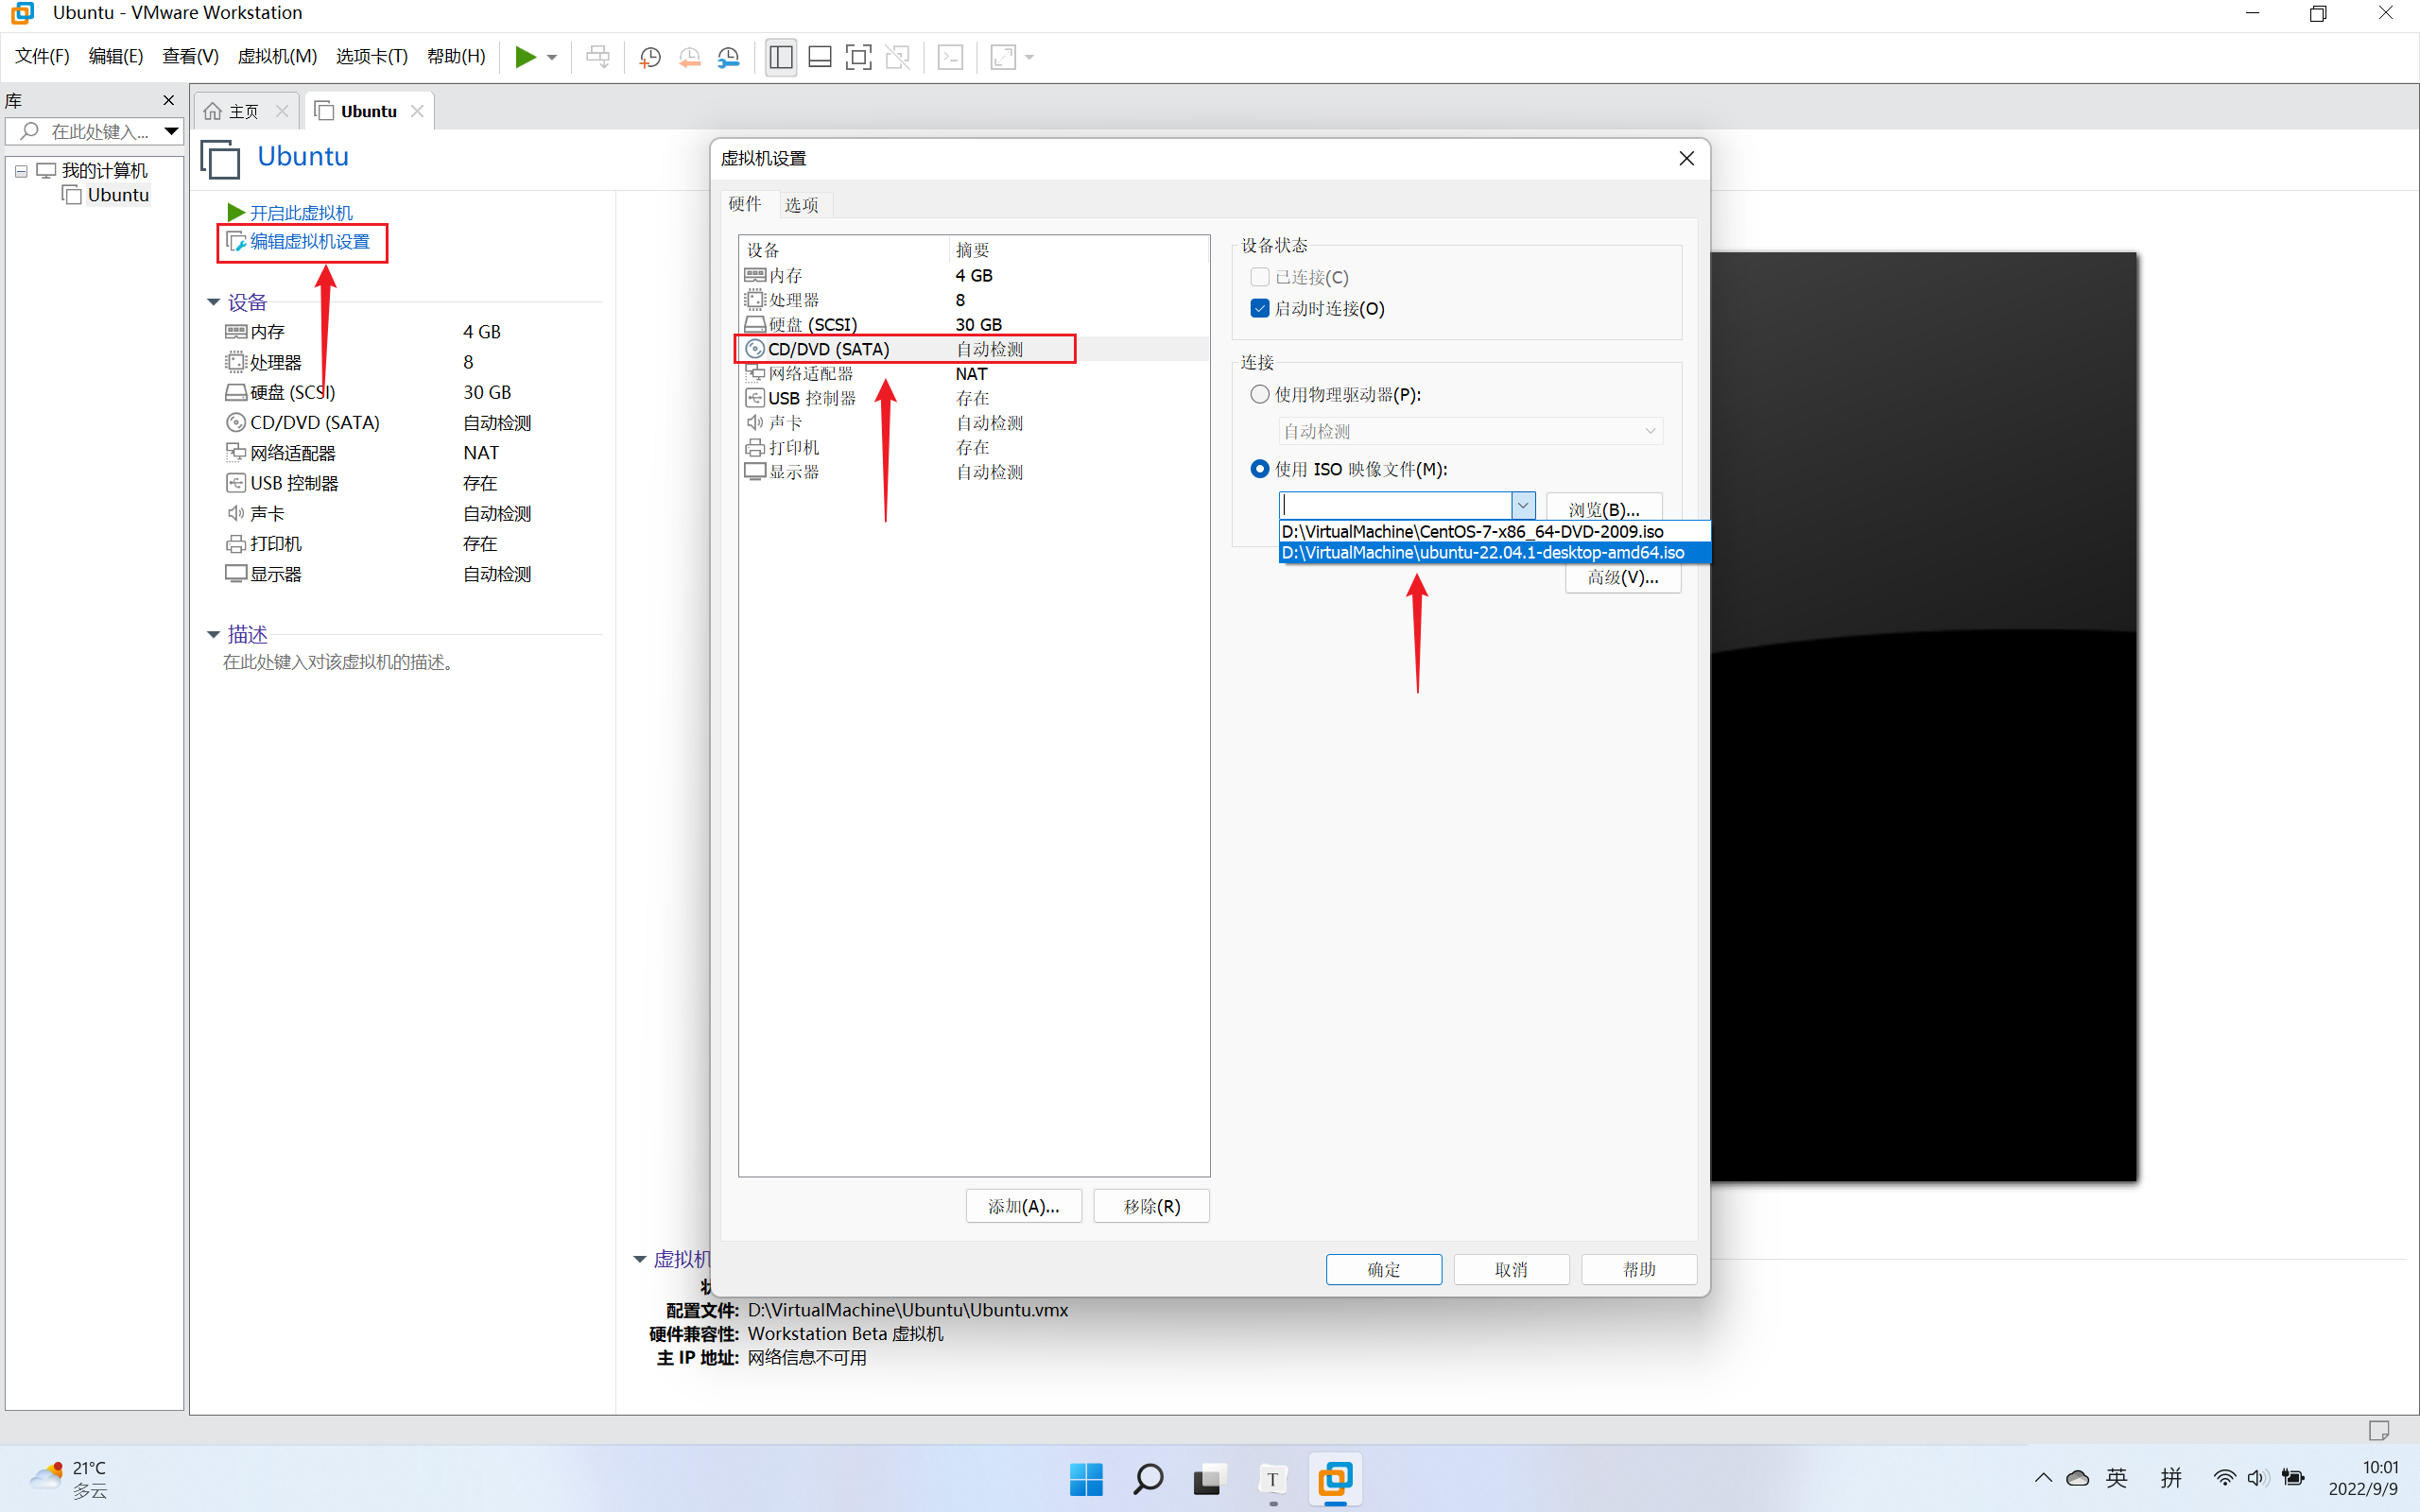 Ubuntu - VMware Workstation
文件(F) 编辑(E) 查看(V) 虚拟机(M) 选项卡(T) 帮助(H)
库
在此处键入...
我的计算机
Ubuntu
主页
Ubuntu
Ubuntu
开启此虚拟机
编辑虚拟机设置
设备
内存 4 GB
处理器 8
硬盘 (SCSI) 30 GB
CD/DVD (SATA) 自动检测
网络适配器 NAT
USB 控制器 存在
声卡 自动检测
打印机 存在
显示器 自动检测
描述
在此处键入对该虚拟机的描述。
虚拟机设置
硬件 选项
设备 摘要
内存 4 GB
处理器 8
硬盘 (SCSI) 30 GB
CD/DVD (SATA) 自动检测
网络适配器 NAT
USB 控制器 存在
声卡 自动检测
打印机 存在
显示器 自动检测
添加(A)... 移除(R)
设备状态
已连接(C)
启动时连接(O)
连接
使用物理驱动器(P):
自动检测
使用 ISO 映像文件(M):
浏览(B)...
D:\VirtualMachine\CentOS-7-x86_64-DVD-2009.iso
D:\VirtualMachine\ubuntu-22.04.1-desktop-amd64.iso
高级(V)...
确定 取消 帮助
虚拟机
配置文件: D:\VirtualMachine\Ubuntu\Ubuntu.vmx
硬件兼容性: Workstation Beta 虚拟机
主 IP 地址: 网络信息不可用
21°C
多云
T
英 拼
10:01
2022/9/9